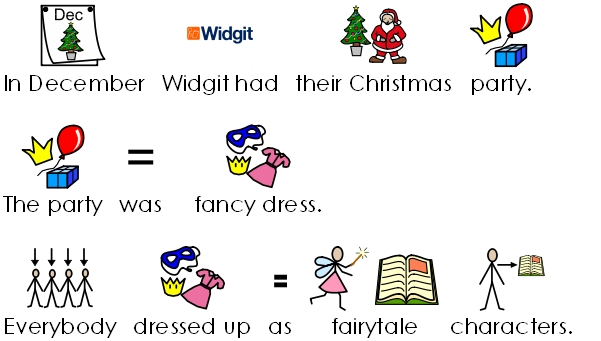 Dec
Widgit
In December Widgit had their Christmas party.
The party was fancy dress.
Everybody dressed up as fairytale characters.